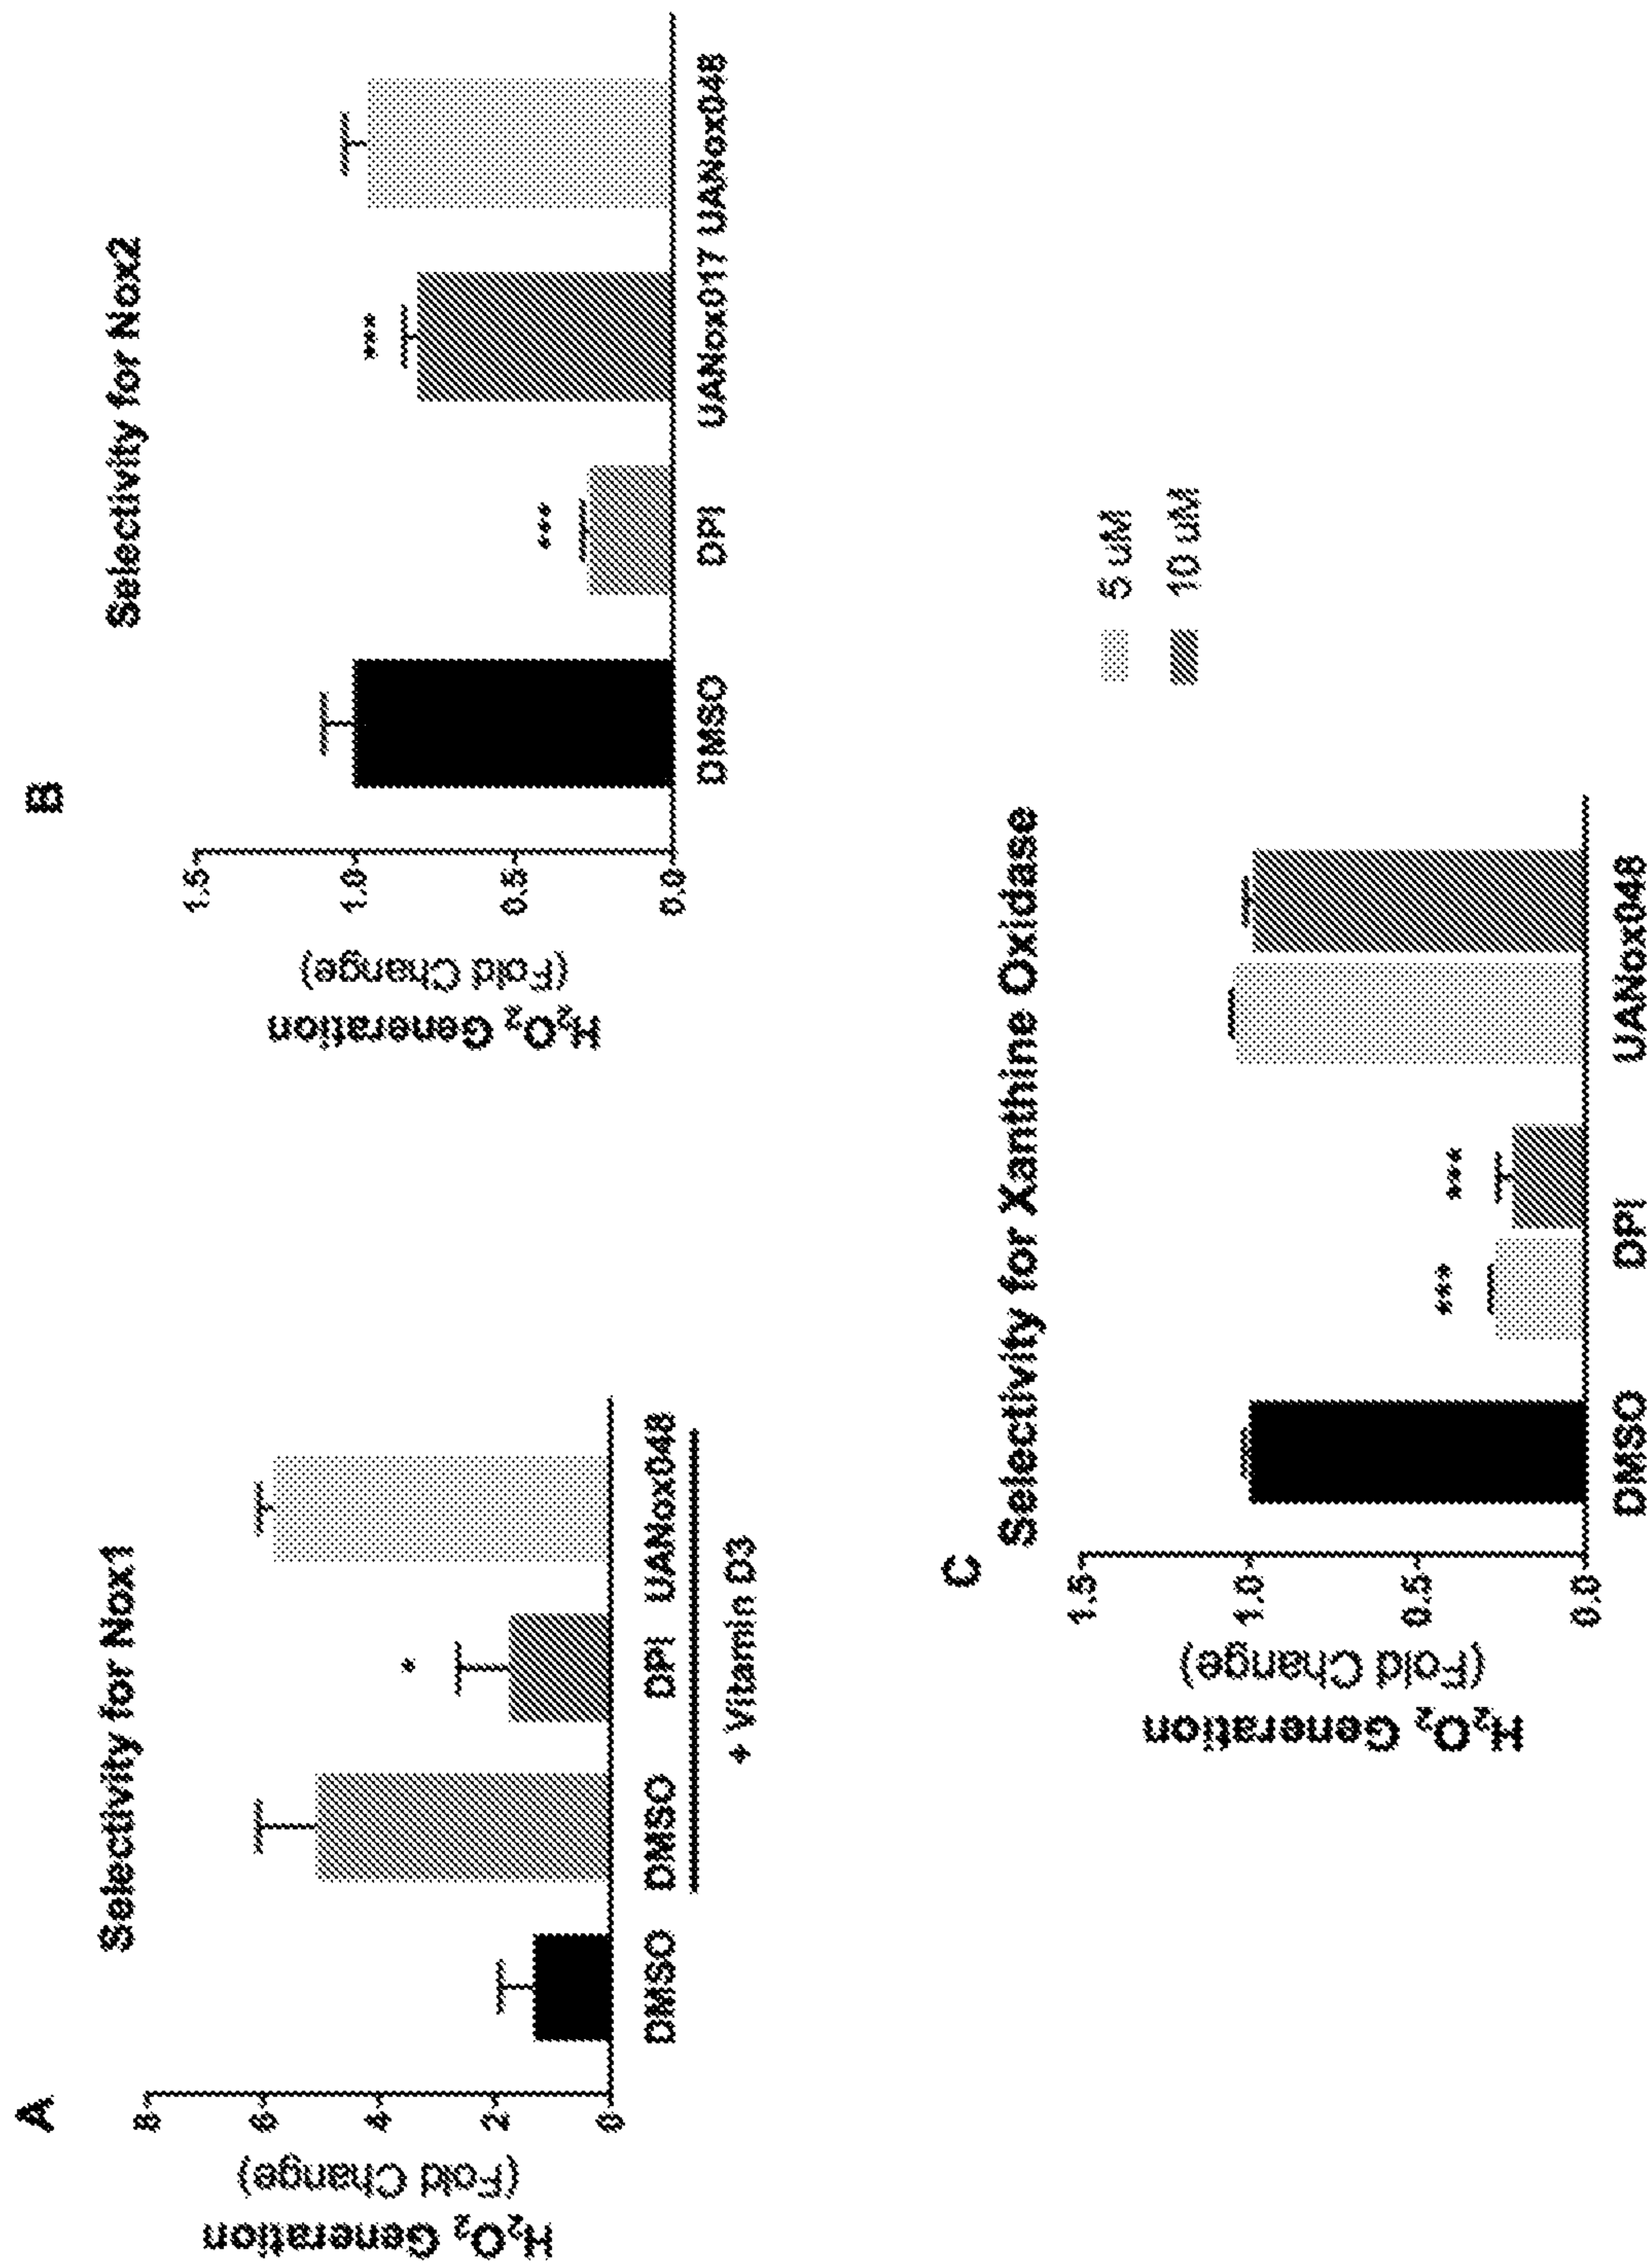 A
Selectivity for Nox1
H₂O₂ Generation
(Fold Change)
8
6
4
2
0
DMSO DMSO DPI UANox048
*
+ Vitamin D3
B
Selectivity for Nox2
H₂O₂ Generation
(Fold Change)
1.5
1.0
0.5
0.0
***
***
DMSO DPI UANox017 UANox048
C
Selectivity for Xanthine Oxidase
H₂O₂ Generation
(Fold Change)
1.5
1.0
0.5
0.0
***
***
DMSO DPI UANox048
5 uM
10 uM